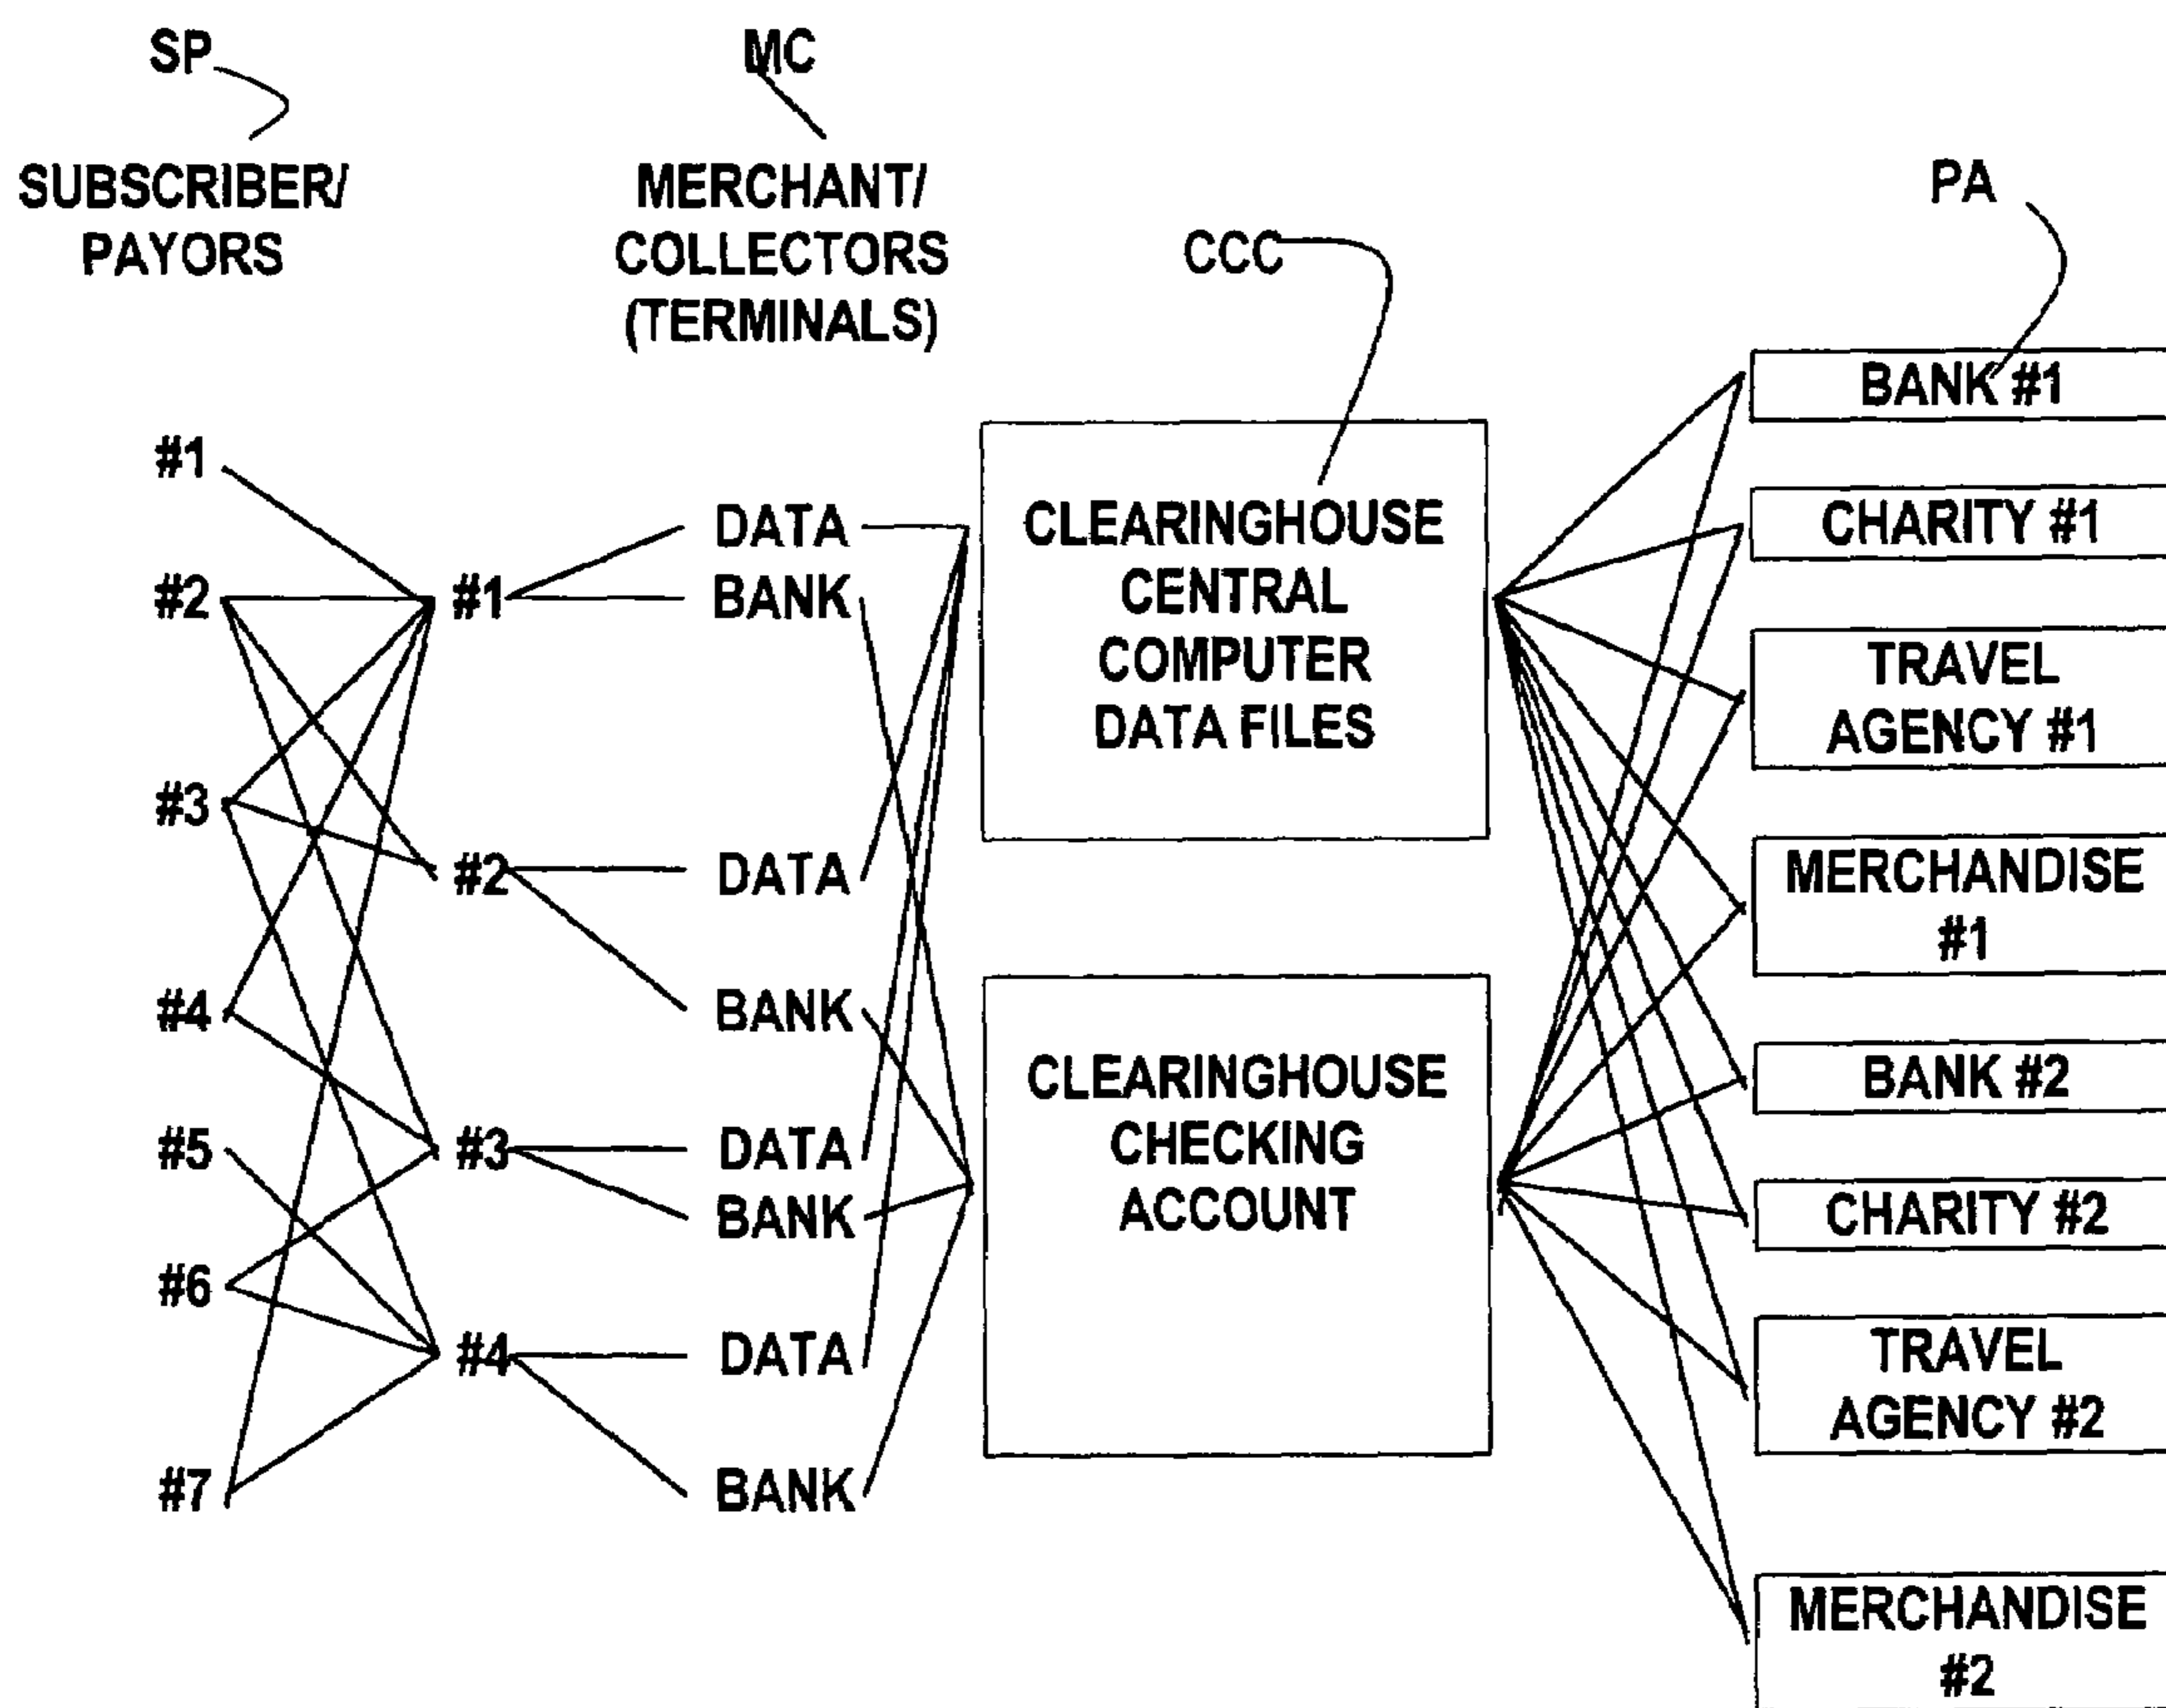 SP
MC
SUBSCRIBER/
PAYORS
MERCHANT/
COLLECTORS
(TERMINALS)
CCC
PA
#1
#2
#3
#4
#5
#6
#7
#1
#2
#3
#4
DATA
BANK
DATA
BANK
DATA
BANK
DATA
BANK
CLEARINGHOUSE
CENTRAL
COMPUTER
DATA FILES
CLEARINGHOUSE
CHECKING
ACCOUNT
BANK #1
CHARITY #1
TRAVEL
AGENCY #1
MERCHANDISE
#1
BANK #2
CHARITY #2
TRAVEL
AGENCY #2
MERCHANDISE
#2